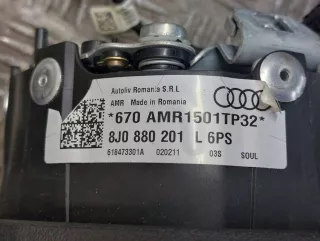 Autoliv Romania S.R.L
AMR Made in Romania
*670 AMR1501TP32*
8J0 880 201 L 6PS
618473301A 020211 03S SOUL